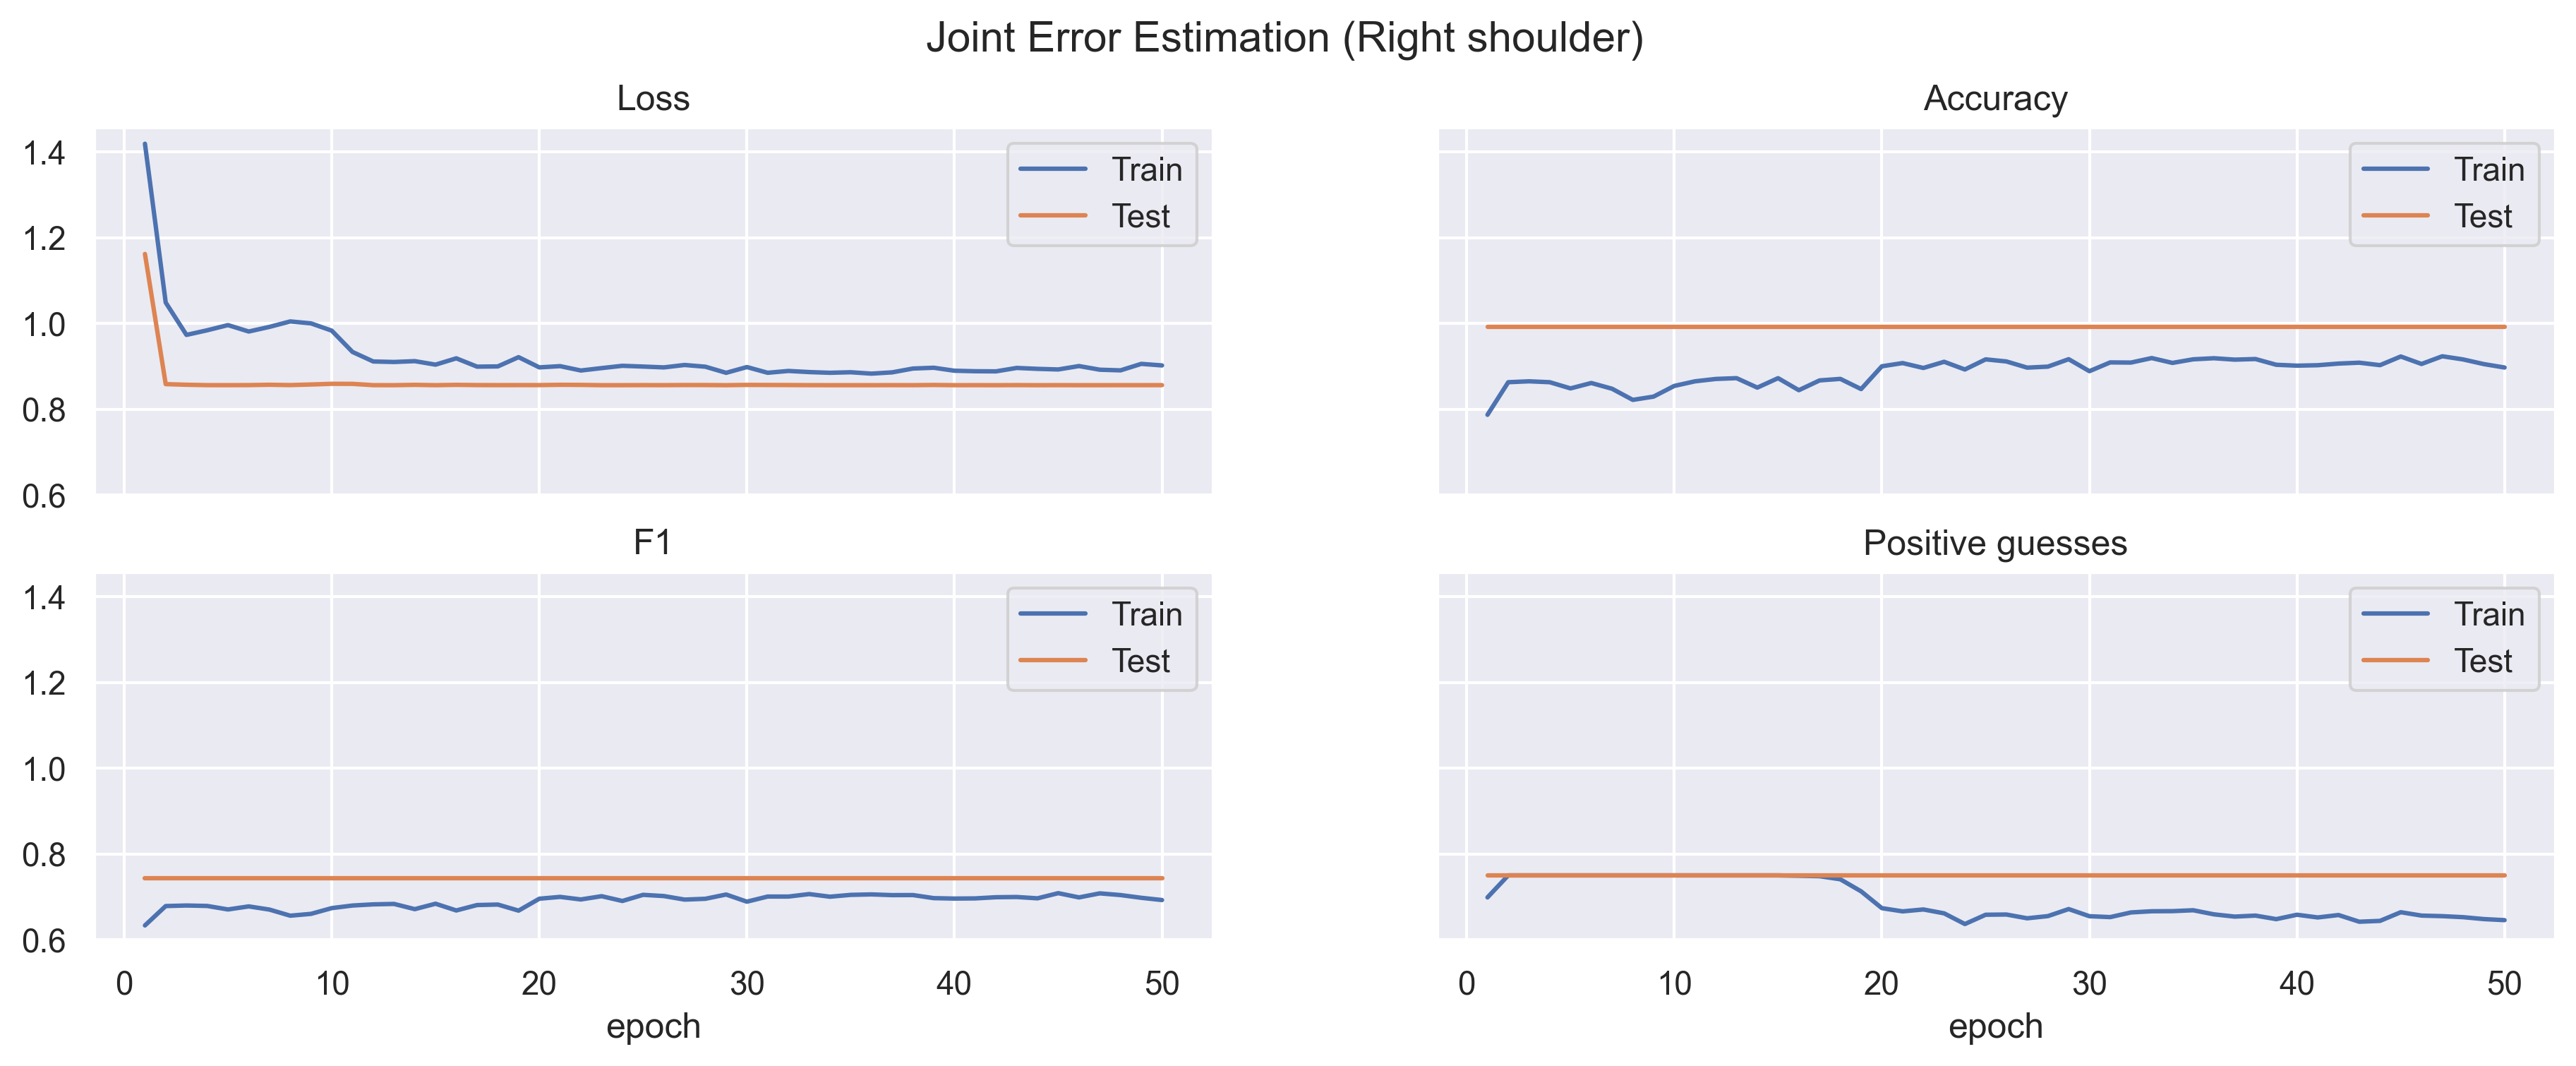 Joint Error Estimation (Right shoulder)
Loss
1.4
1.2
1.0
0.8
0.6
Train
Test
Accuracy
Train
Test
F1
1.4
1.2
1.0
0.8
0.6
Train
Test
0 10 20 30 40 50
epoch
Positive guesses
Train
Test
0 10 20 30 40 50
epoch